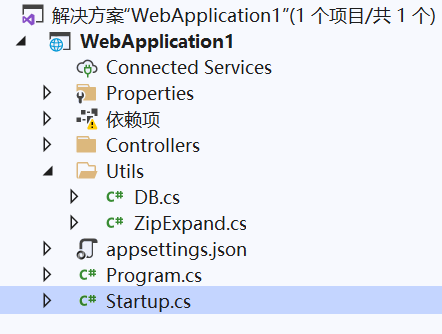 解决方案"WebApplication1"(1 个项目/共 1 个)
WebApplication1
Connected Services
Properties
依赖项
Controllers
Utils
C# DB.cs
C# ZipExpand.cs
appsettings.json
C# Program.cs
C# Startup.cs